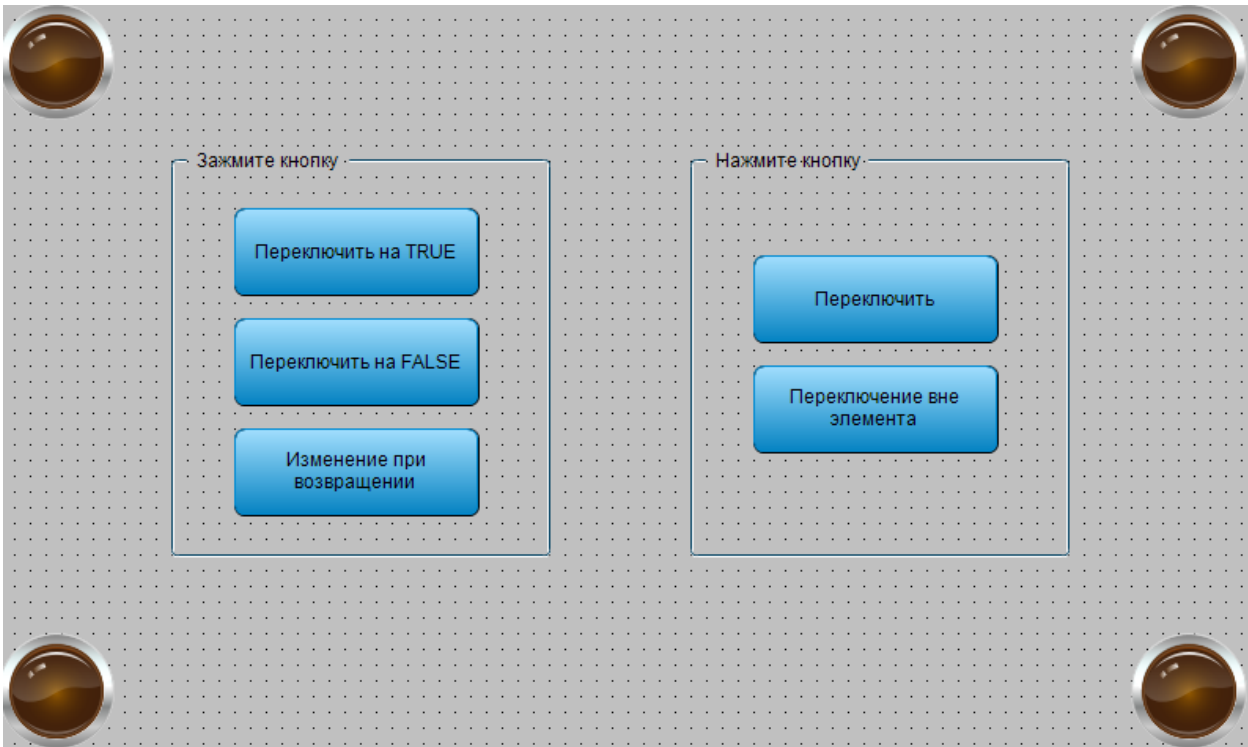 Зажмите кнопку
Переключить на TRUE
Переключить на FALSE
Изменение при
возвращении
Нажмите кнопку
Переключить
Переключение вне
элемента